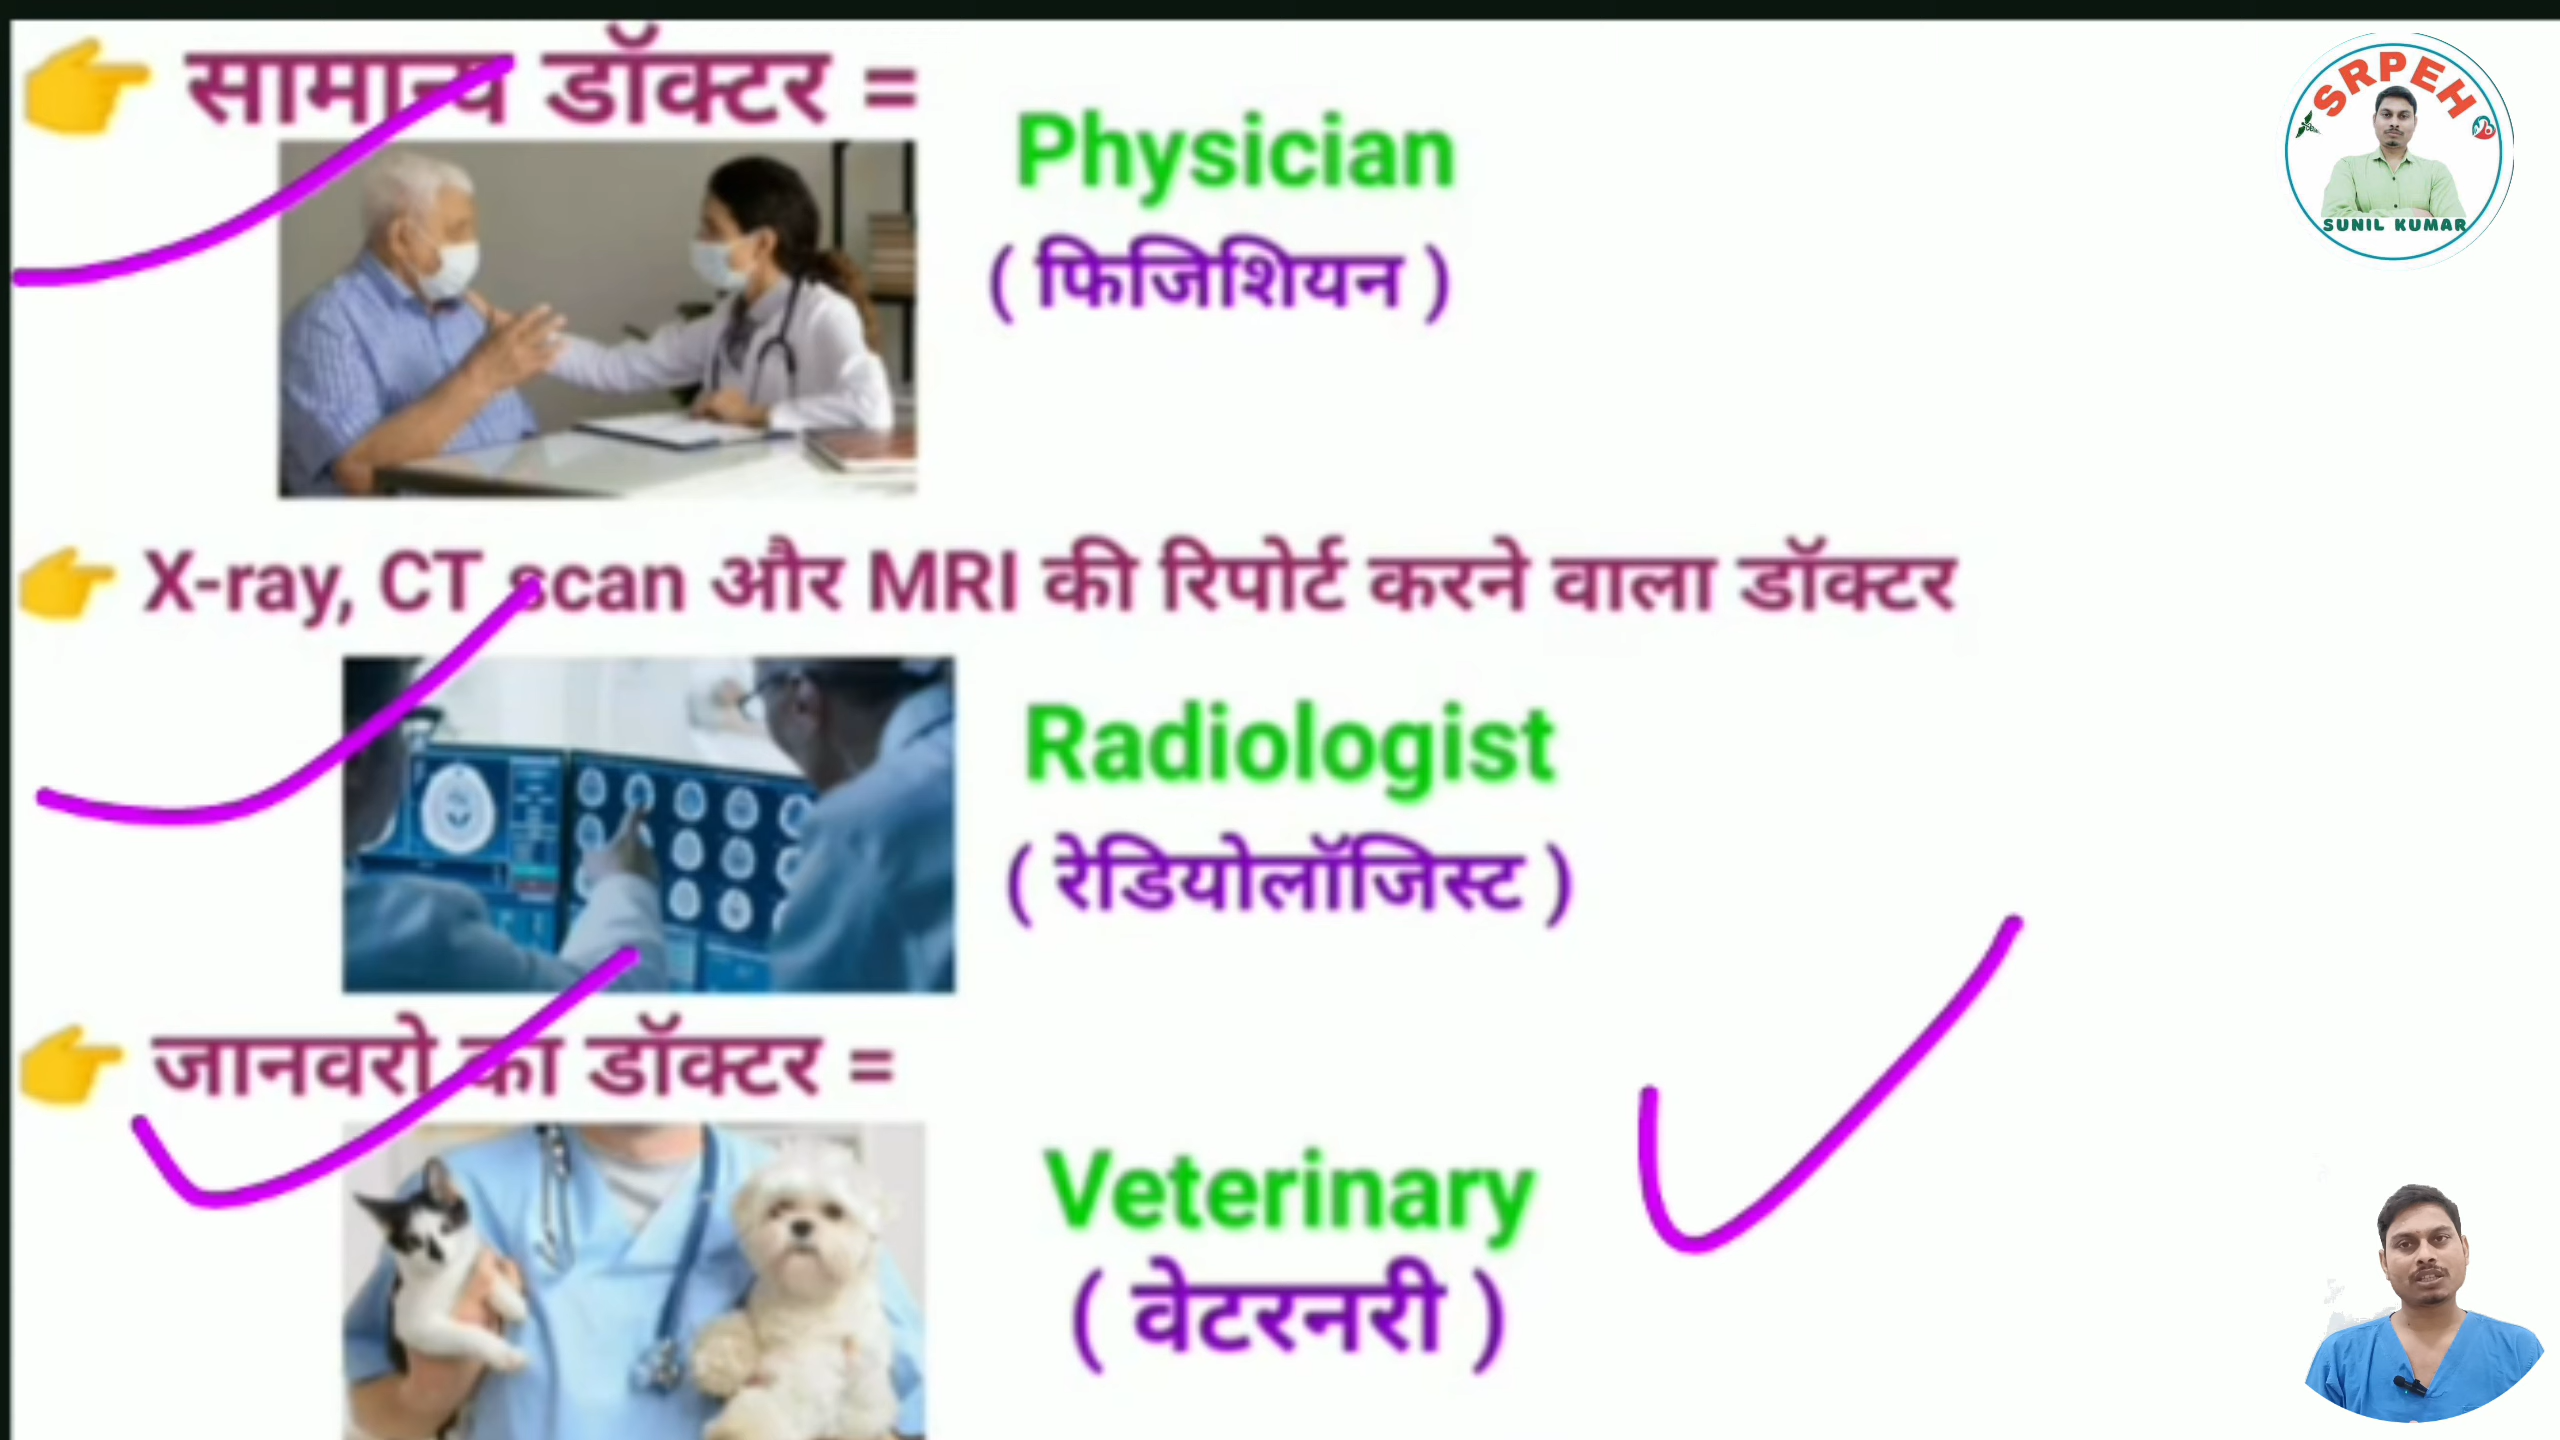 सामान्य डॉक्टर =
Physician
( फिजिशियन )
SRPEH
SUNIL KUMAR
X-ray, CT scan और MRI की रिपोर्ट करने वाला डॉक्टर
Radiologist
( रेडियोलॉजिस्ट )
जानवरो का डॉक्टर =
Veterinary
( वेटरनरी )